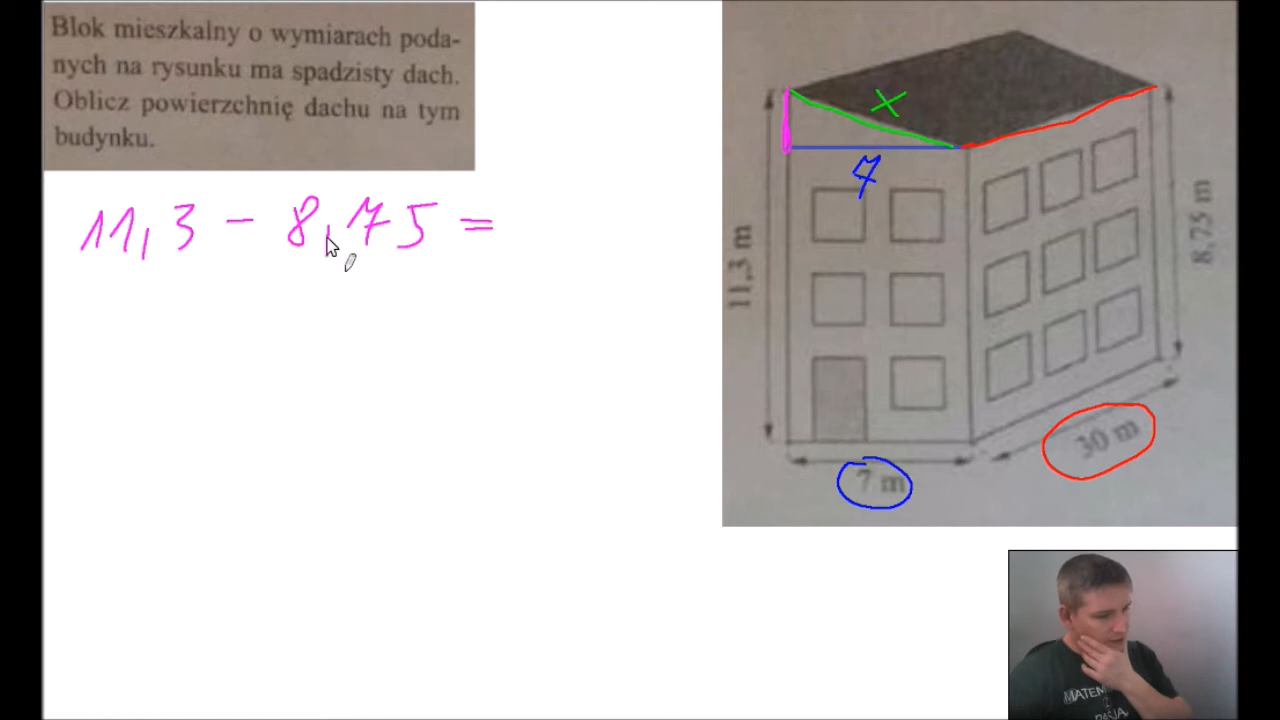 Blok mieszkalny o wymiarach poda-
nych na rysunku ma spadzisty dach.
Oblicz powierzchnię dachu na tym
budynku.
11,3 - 8,75 =
x
7
11,3 m
8,75 m
30 m
7 m